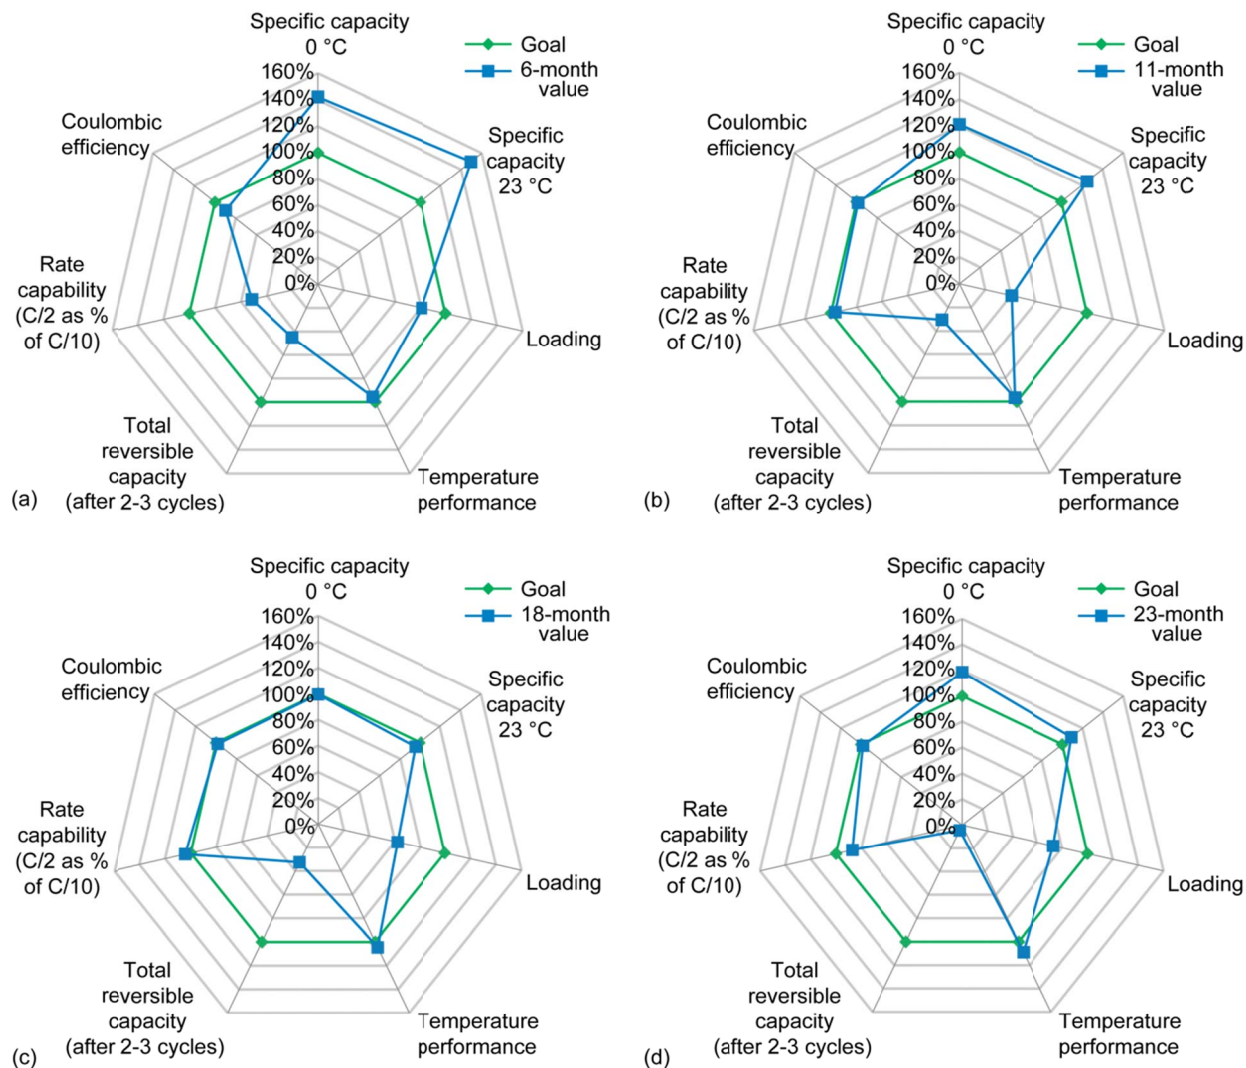 Specific capacity
0 °C
Goal
6-month
value
160%
140%
120%
100%
80%
60%
40%
20%
0%
Coulombic
efficiency
Specific
capacity
23 °C
Rate
capability
(C/2 as %
of C/10)
Loading
Total
reversible
capacity
(after 2-3 cycles)
Temperature
performance
(a)
Specific capacity
0 °C
Goal
11-month
value
160%
140%
120%
100%
80%
60%
40%
20%
0%
Coulombic
efficiency
Specific
capacity
23 °C
Rate
capability
(C/2 as %
of C/10)
Loading
Total
reversible
capacity
(after 2-3 cycles)
Temperature
performance
(b)
Specific capacity
0 °C
Goal
18-month
value
160%
140%
120%
100%
80%
60%
40%
20%
0%
Coulombic
efficiency
Specific
capacity
23 °C
Rate
capability
(C/2 as %
of C/10)
Loading
Total
reversible
capacity
(after 2-3 cycles)
Temperature
performance
(c)
Specific capacity
0 °C
Goal
23-month
value
160%
140%
120%
100%
80%
60%
40%
20%
0%
Coulombic
efficiency
Specific
capacity
23 °C
Rate
capability
(C/2 as %
of C/10)
Loading
Total
reversible
capacity
(after 2-3 cycles)
Temperature
performance
(d)